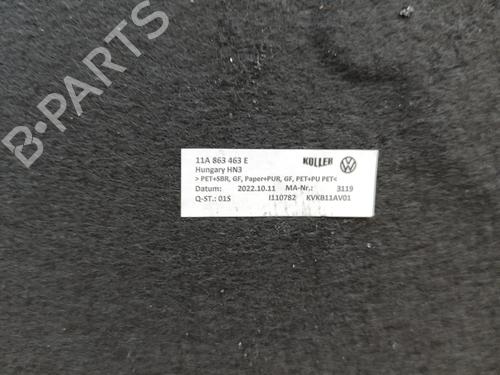 B-PARTS
11A 863 463 E KOLLER
Hungary HN3
> PET+SBR, GF, Paper+PUR, GF, PET+PU PET<
Datum: 2022.10.11 MA-Nr.: 3119
Q-ST.: 01S I110782 KVKB11AV01